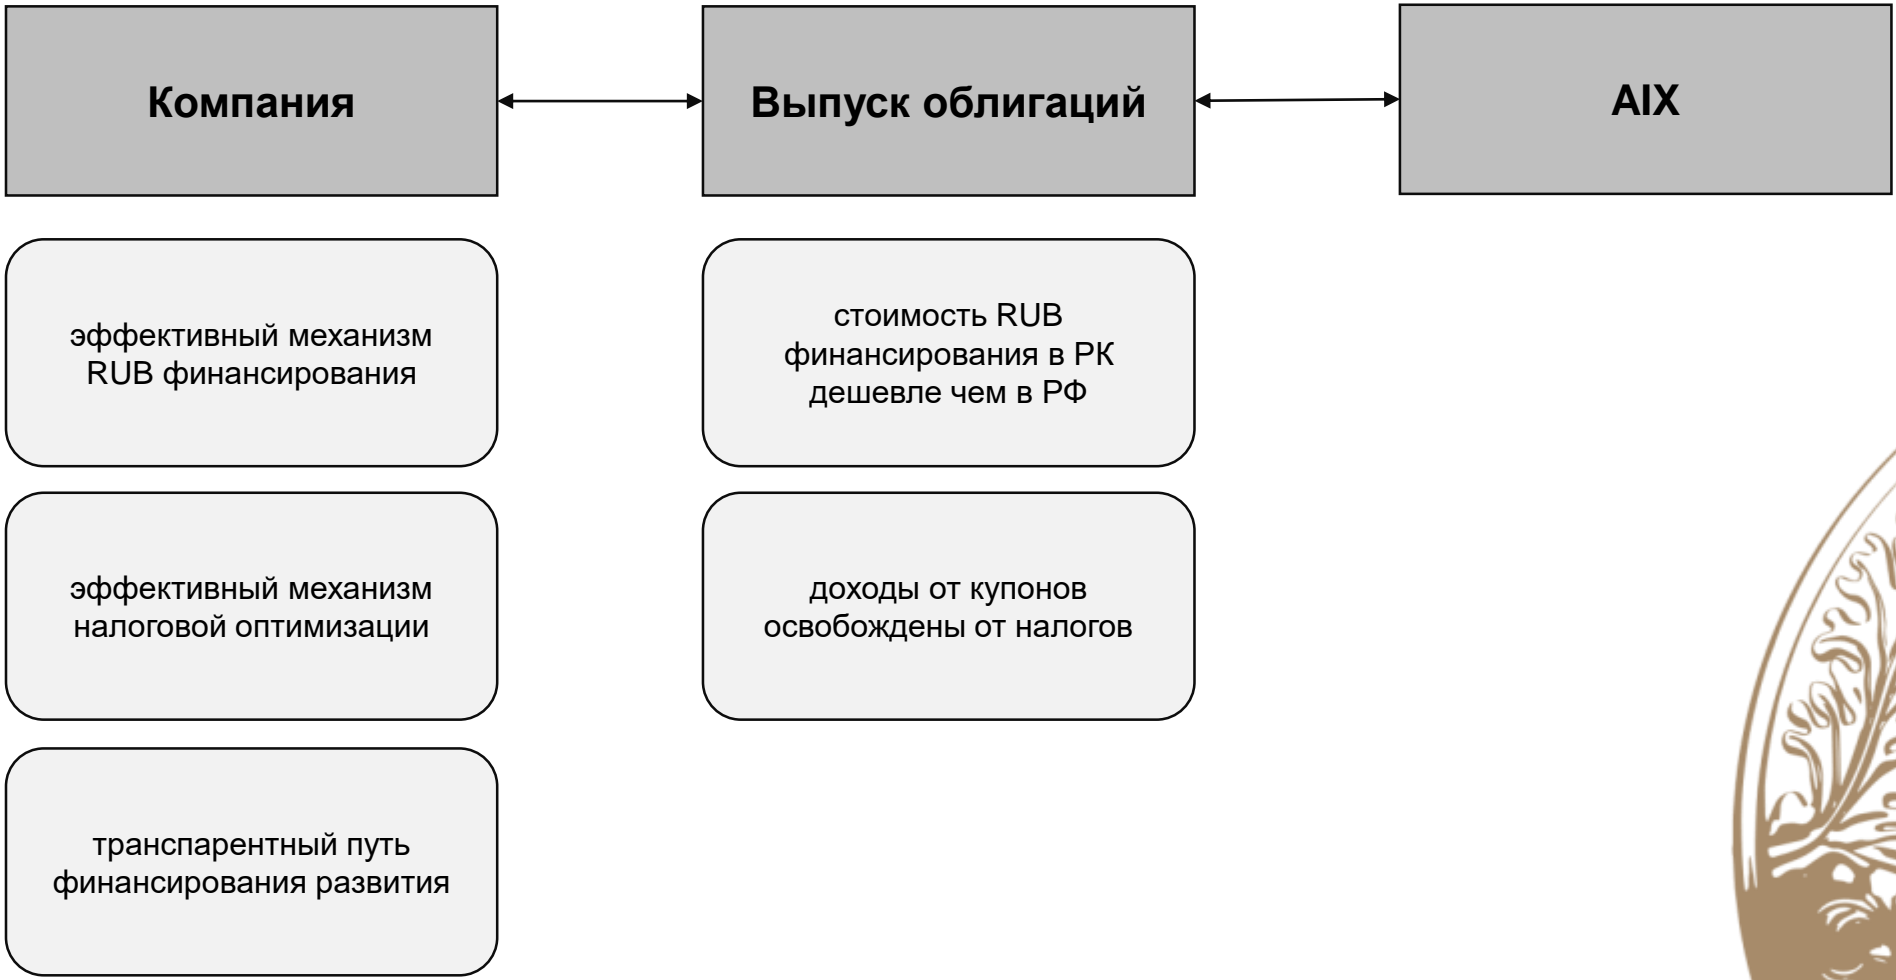 Компания
Выпуск облигаций
AIX
эффективный механизм
RUB финансирования
стоимость RUB
финансирования в РК
дешевле чем в РФ
эффективный механизм
налоговой оптимизации
доходы от купонов
освобождены от налогов
транспарентный путь
финансирования развития